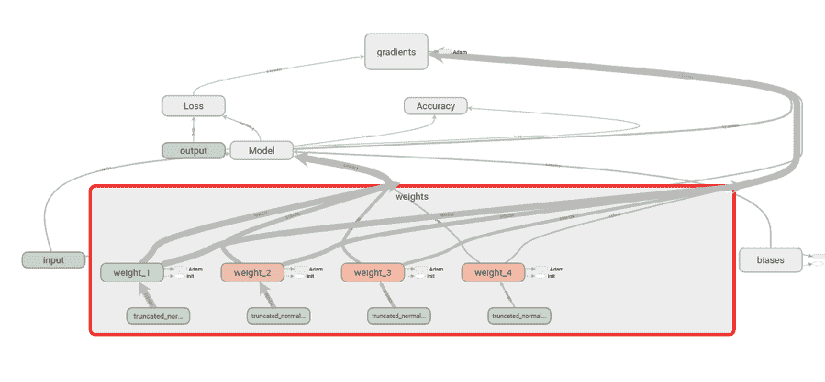 gradients
Adam
Loss
Accuracy
output
Model
weights
input
weight_1
Adam
init
weight_2
Adam
init
weight_3
Adam
init
weight_4
Adam
init
biases
truncated_nor...
truncated_normal...
truncated_normal...
truncated_normal...